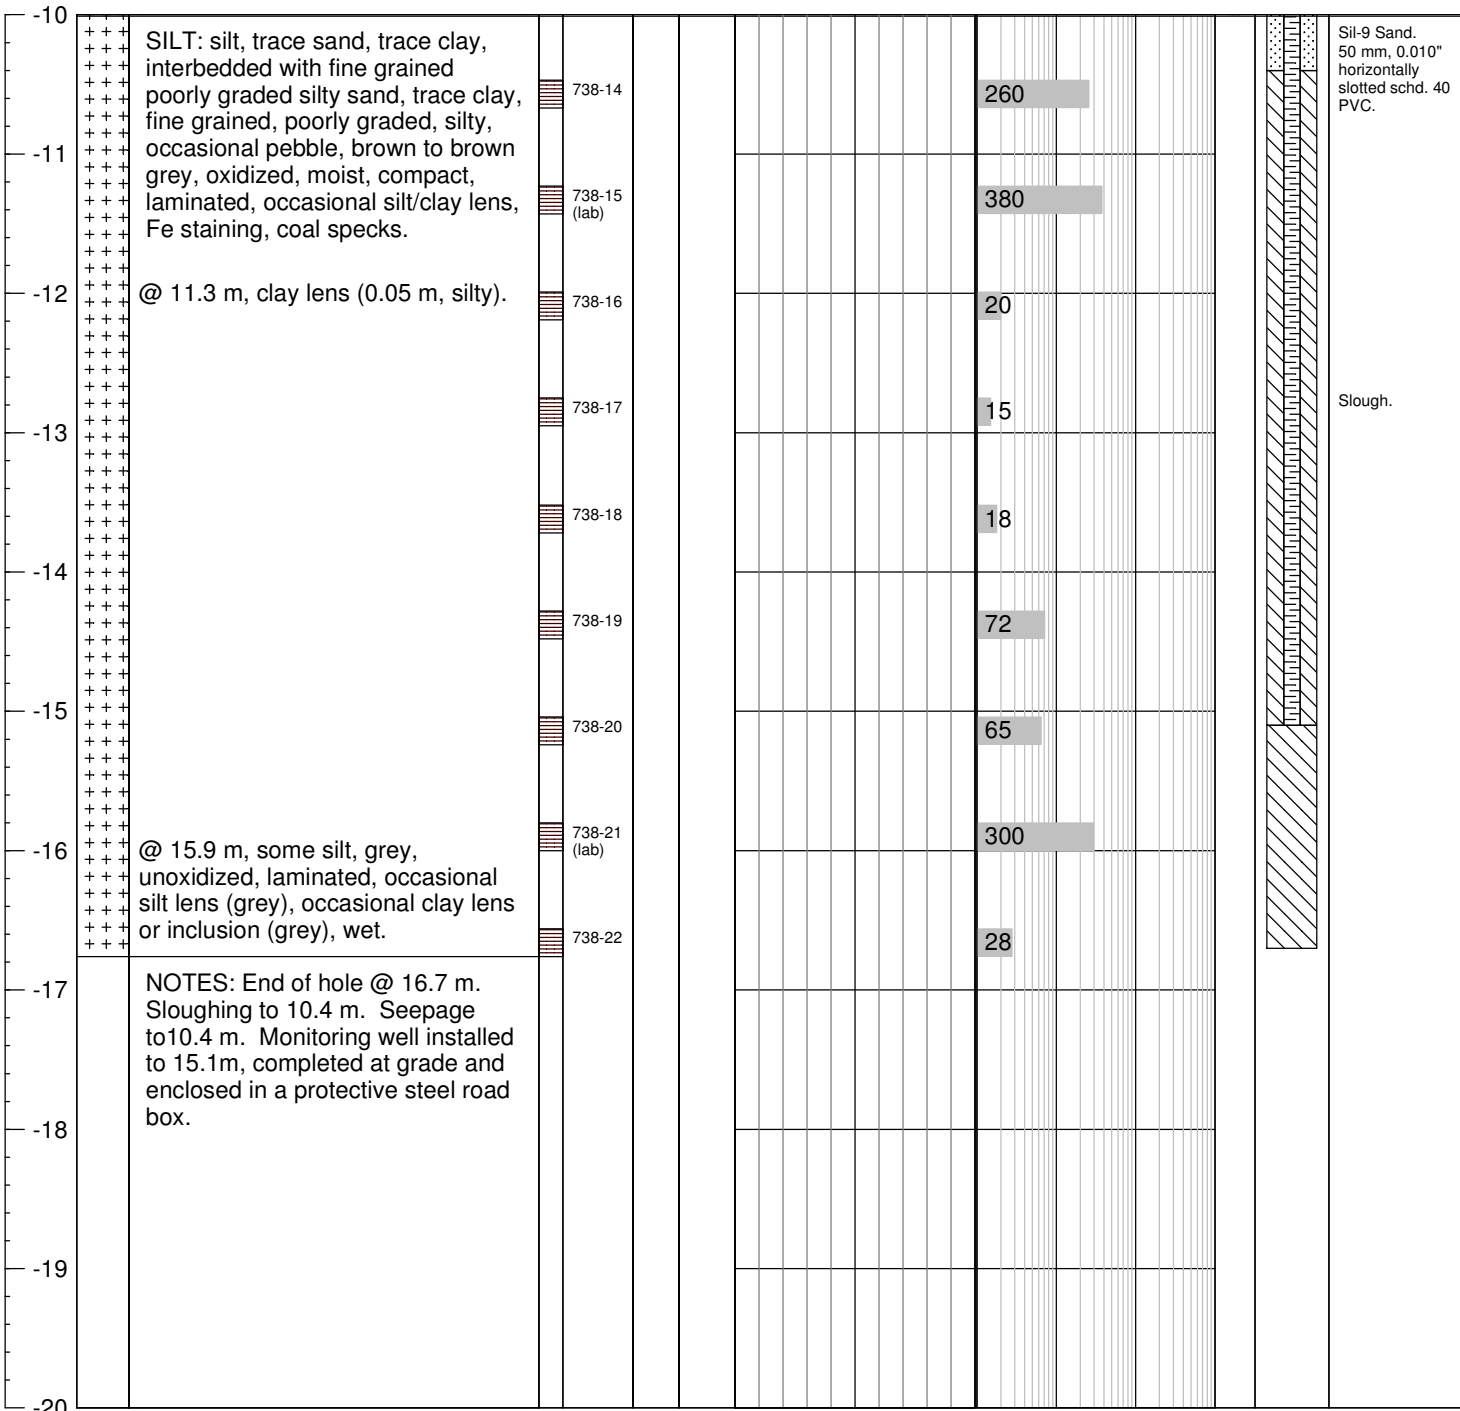 -10
-11
-12
-13
-14
-15
-16
-17
-18
-19
-20
SILT: silt, trace sand, trace clay,
interbedded with fine grained
poorly graded silty sand, trace clay,
fine grained, poorly graded, silty,
occasional pebble, brown to brown
grey, oxidized, moist, compact,
laminated, occasional silt/clay lens,
Fe staining, coal specks.
@ 11.3 m, clay lens (0.05 m, silty).
@ 15.9 m, some silt, grey,
unoxidized, laminated, occasional
silt lens (grey), occasional clay lens
or inclusion (grey), wet.
NOTES: End of hole @ 16.7 m.
Sloughing to 10.4 m.  Seepage
to10.4 m.  Monitoring well installed
to 15.1m, completed at grade and
enclosed in a protective steel road
box.
738-14
738-15
(lab)
738-16
738-17
738-18
738-19
738-20
738-21
(lab)
738-22
260
380
20
15
18
72
65
300
28
Sil-9 Sand.
50 mm, 0.010"
horizontally
slotted schd. 40
PVC.
Slough.